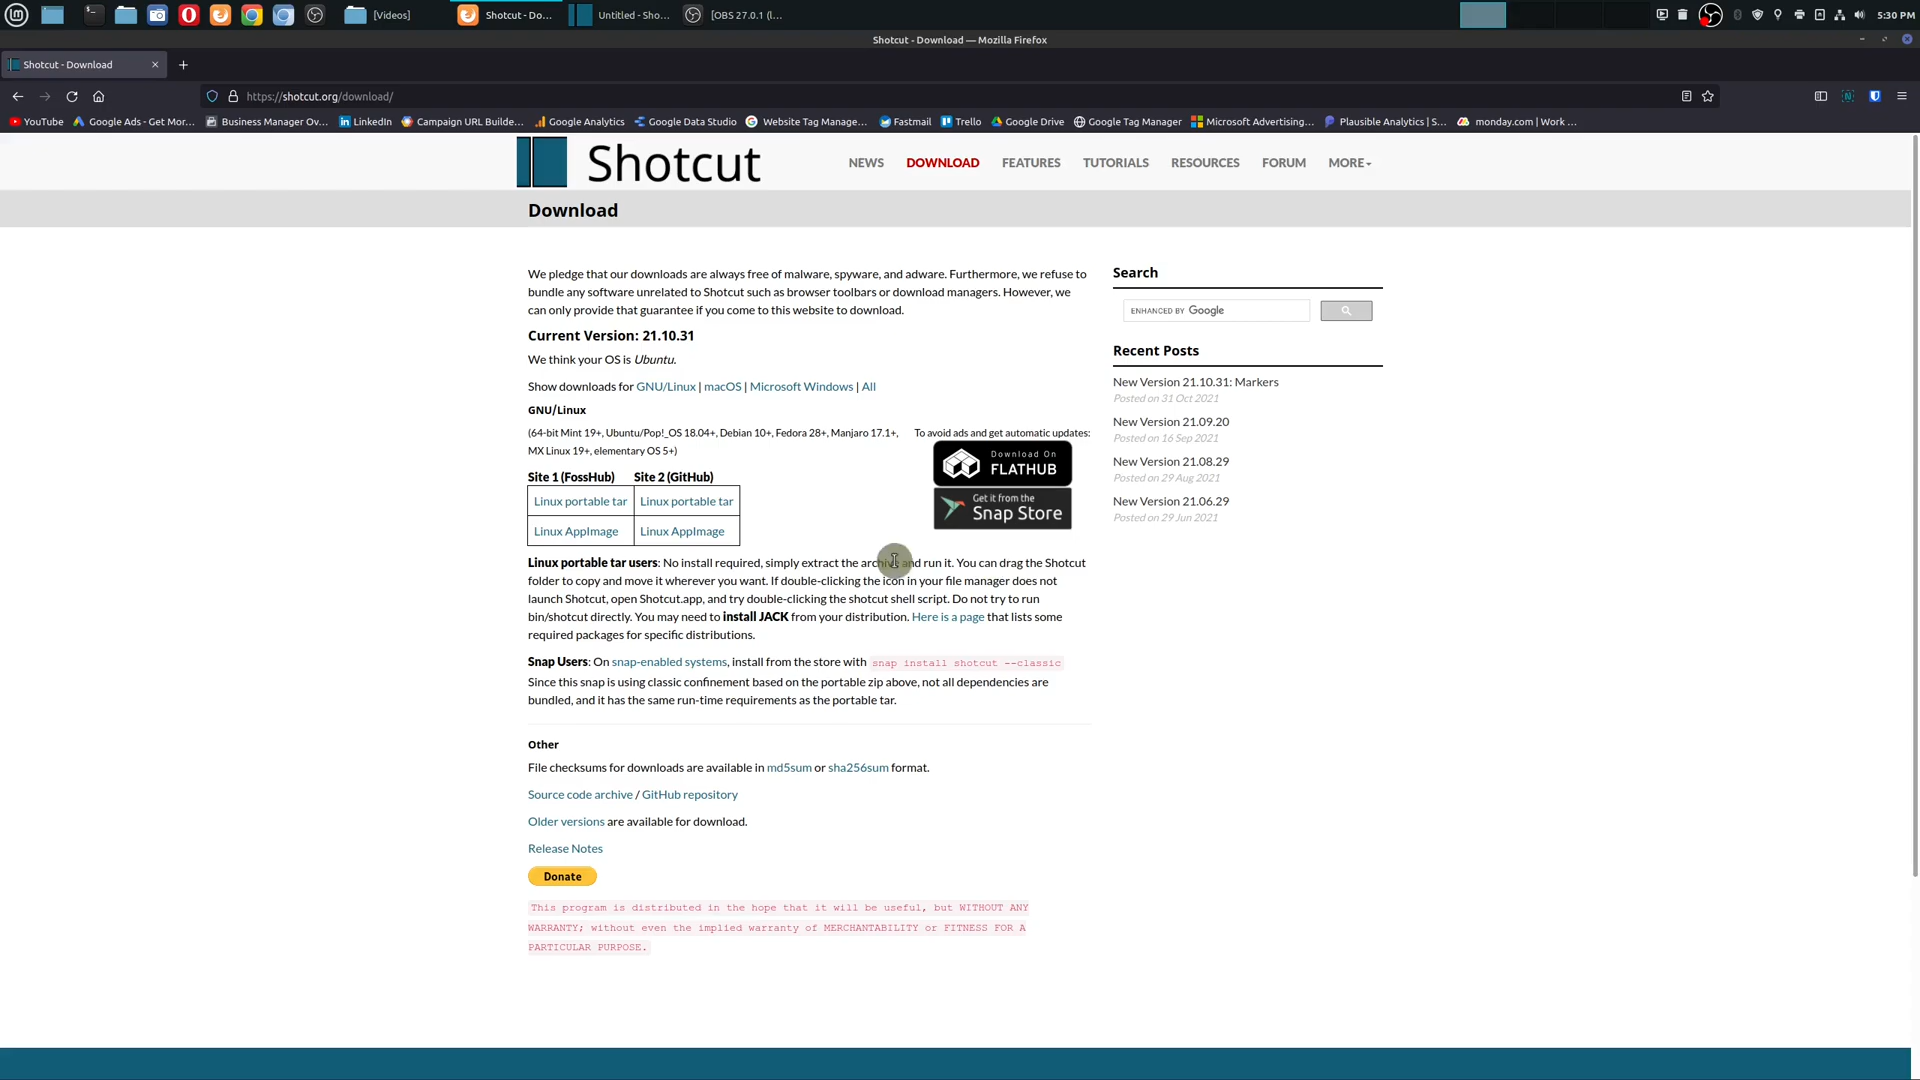 [Videos]
Shotcut - Do...
Untitled - Sho...
[OBS 27.0.1 (l...
5:30 PM
Shotcut - Download — Mozilla Firefox
Shotcut - Download
https://shotcut.org/download/
YouTube
Google Ads - Get Mor...
Business Manager Ov...
LinkedIn
Campaign URL Builde...
Google Analytics
Google Data Studio
Website Tag Manage...
Fastmail
Trello
Google Drive
Google Tag Manager
Microsoft Advertising...
Plausible Analytics | S...
monday.com | Work ...
Shotcut
NEWS
DOWNLOAD
FEATURES
TUTORIALS
RESOURCES
FORUM
MORE
Download
We pledge that our downloads are always free of malware, spyware, and adware. Furthermore, we refuse to
bundle any software unrelated to Shotcut such as browser toolbars or download managers. However, we
can only provide that guarantee if you come to this website to download.
Current Version: 21.10.31
We think your OS is Ubuntu.
Show downloads for GNU/Linux | macOS | Microsoft Windows | All
GNU/Linux
(64-bit Mint 19+, Ubuntu/Pop!_OS 18.04+, Debian 10+, Fedora 28+, Manjaro 17.1+,
MX Linux 19+, elementary OS 5+)
To avoid ads and get automatic updates:
Download On
FLATHUB
Get it from the
Snap Store
Site 1 (FossHub)
Site 2 (GitHub)
Linux portable tar
Linux portable tar
Linux AppImage
Linux AppImage
Linux portable tar users: No install required, simply extract the archive and run it. You can drag the Shotcut
folder to copy and move it wherever you want. If double-clicking the icon in your file manager does not
launch Shotcut, open Shotcut.app, and try double-clicking the shotcut shell script. Do not try to run
bin/shotcut directly. You may need to install JACK from your distribution. Here is a page that lists some
required packages for specific distributions.
Snap Users: On snap-enabled systems, install from the store with snap install shotcut --classic
Since this snap is using classic confinement based on the portable zip above, not all dependencies are
bundled, and it has the same run-time requirements as the portable tar.
Other
File checksums for downloads are available in md5sum or sha256sum format.
Source code archive / GitHub repository
Older versions are available for download.
Release Notes
Donate
This program is distributed in the hope that it will be useful, but WITHOUT ANY
WARRANTY; without even the implied warranty of MERCHANTABILITY or FITNESS FOR A
PARTICULAR PURPOSE.
Search
ENHANCED BY Google
Recent Posts
New Version 21.10.31: Markers
Posted on 31 Oct 2021
New Version 21.09.20
Posted on 16 Sep 2021
New Version 21.08.29
Posted on 29 Aug 2021
New Version 21.06.29
Posted on 29 Jun 2021